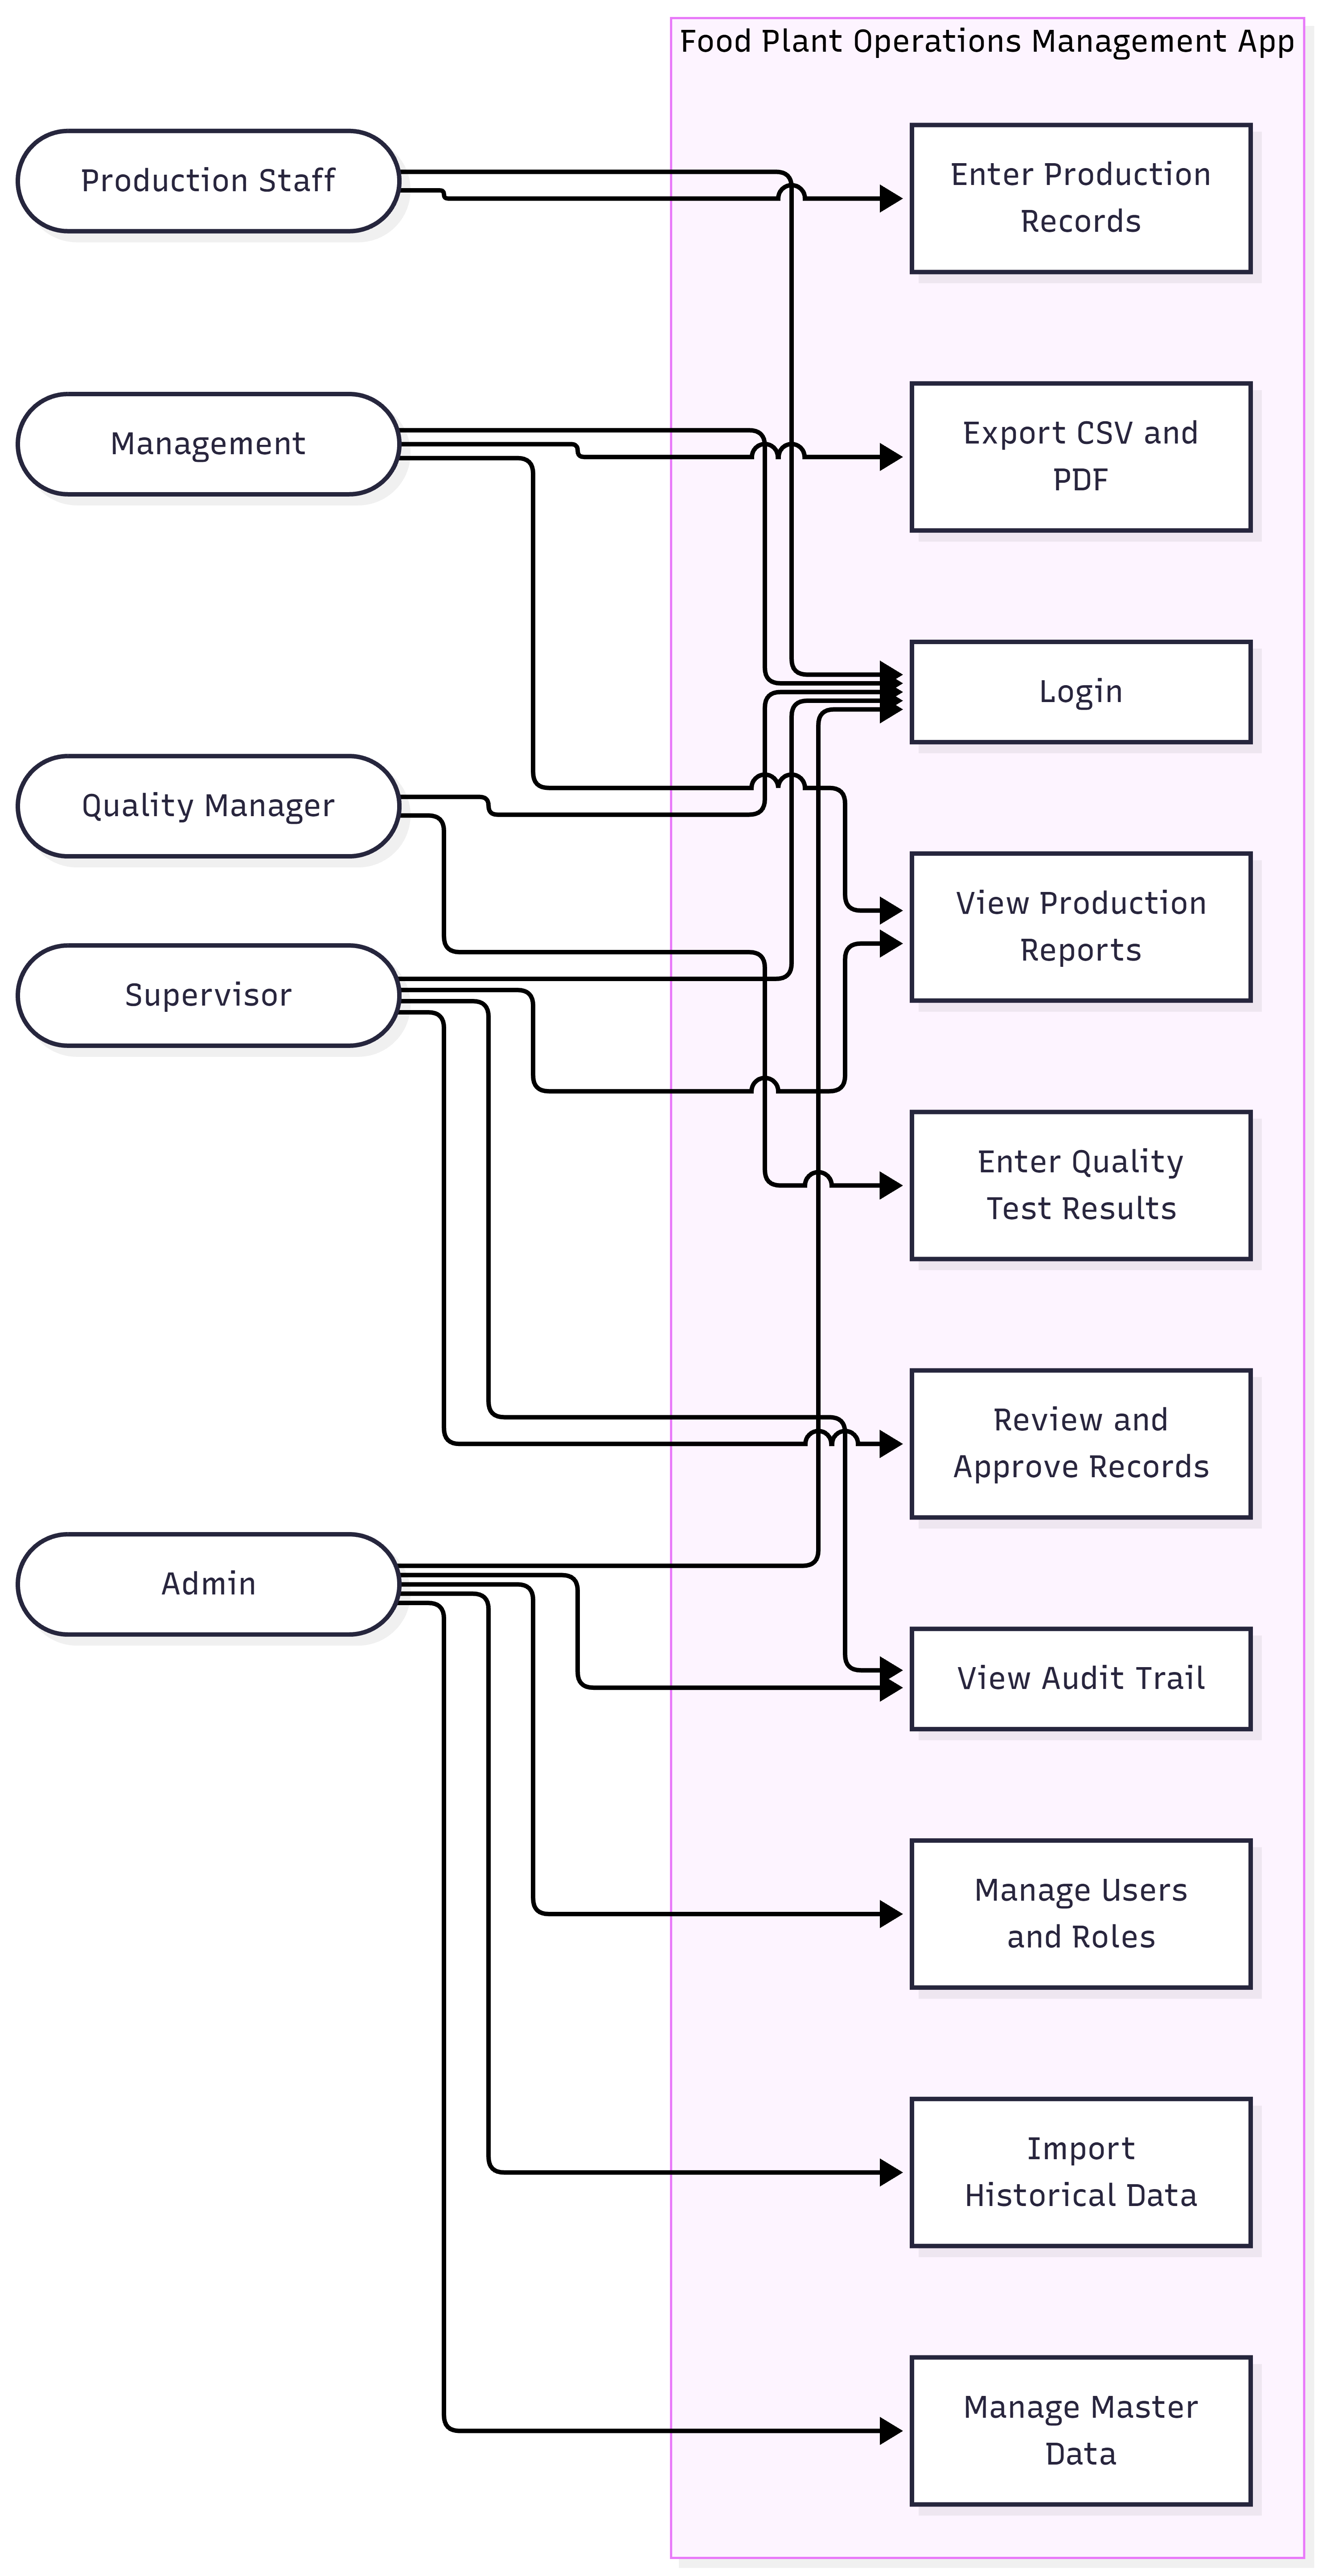 Food Plant Operations Management App
Production Staff
Enter Production
Records
Management
Export CSV and
PDF
Login
Quality Manager
View Production
Reports
Supervisor
Enter Quality
Test Results
Review and
Approve Records
Admin
View Audit Trail
Manage Users
and Roles
Import
Historical Data
Manage Master
Data